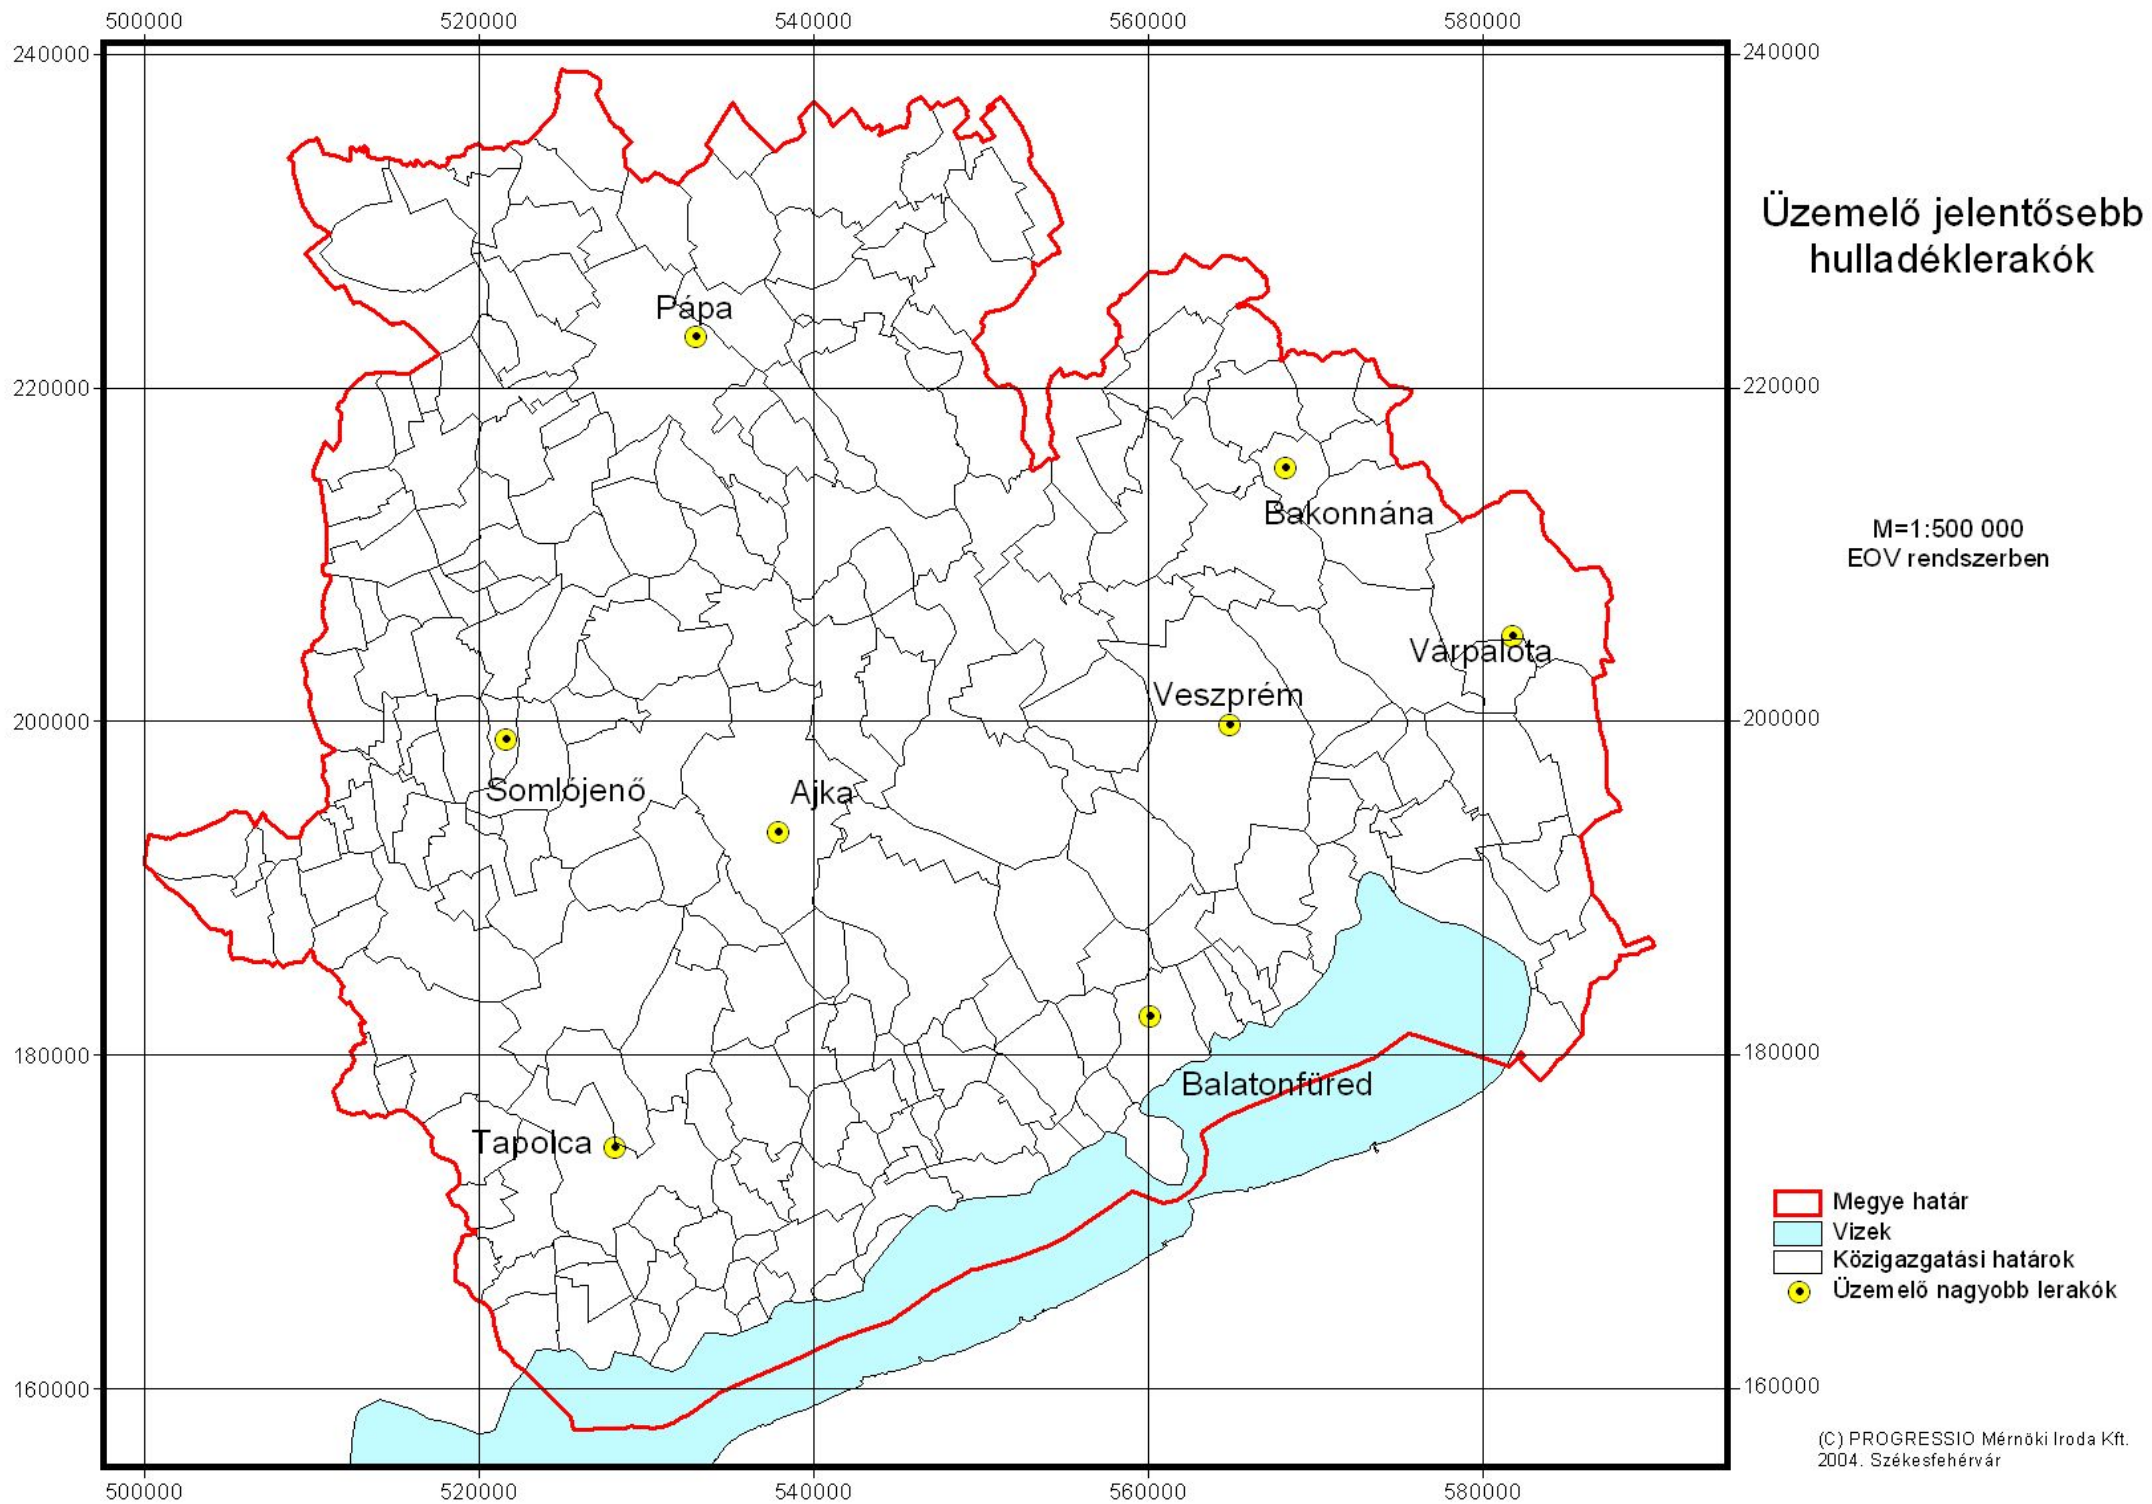 500000 520000 540000 560000 580000
240000 240000
Üzemelő jelentősebb
hulladéklerakók
Pápa
220000 220000
Bakonnána
M=1:500 000
EOV rendszerben
Várpalota
Veszprém
200000 200000
Somlójenő
Ajka
180000 180000
Balatonfüred
Tapolca
Megye határ
Vizek
Közigazgatási határok
Üzemelő nagyobb lerakók
160000 160000
(C) PROGRESSIO Mérnöki Iroda Kft.
2004. Székesfehérvár
500000 520000 540000 560000 580000